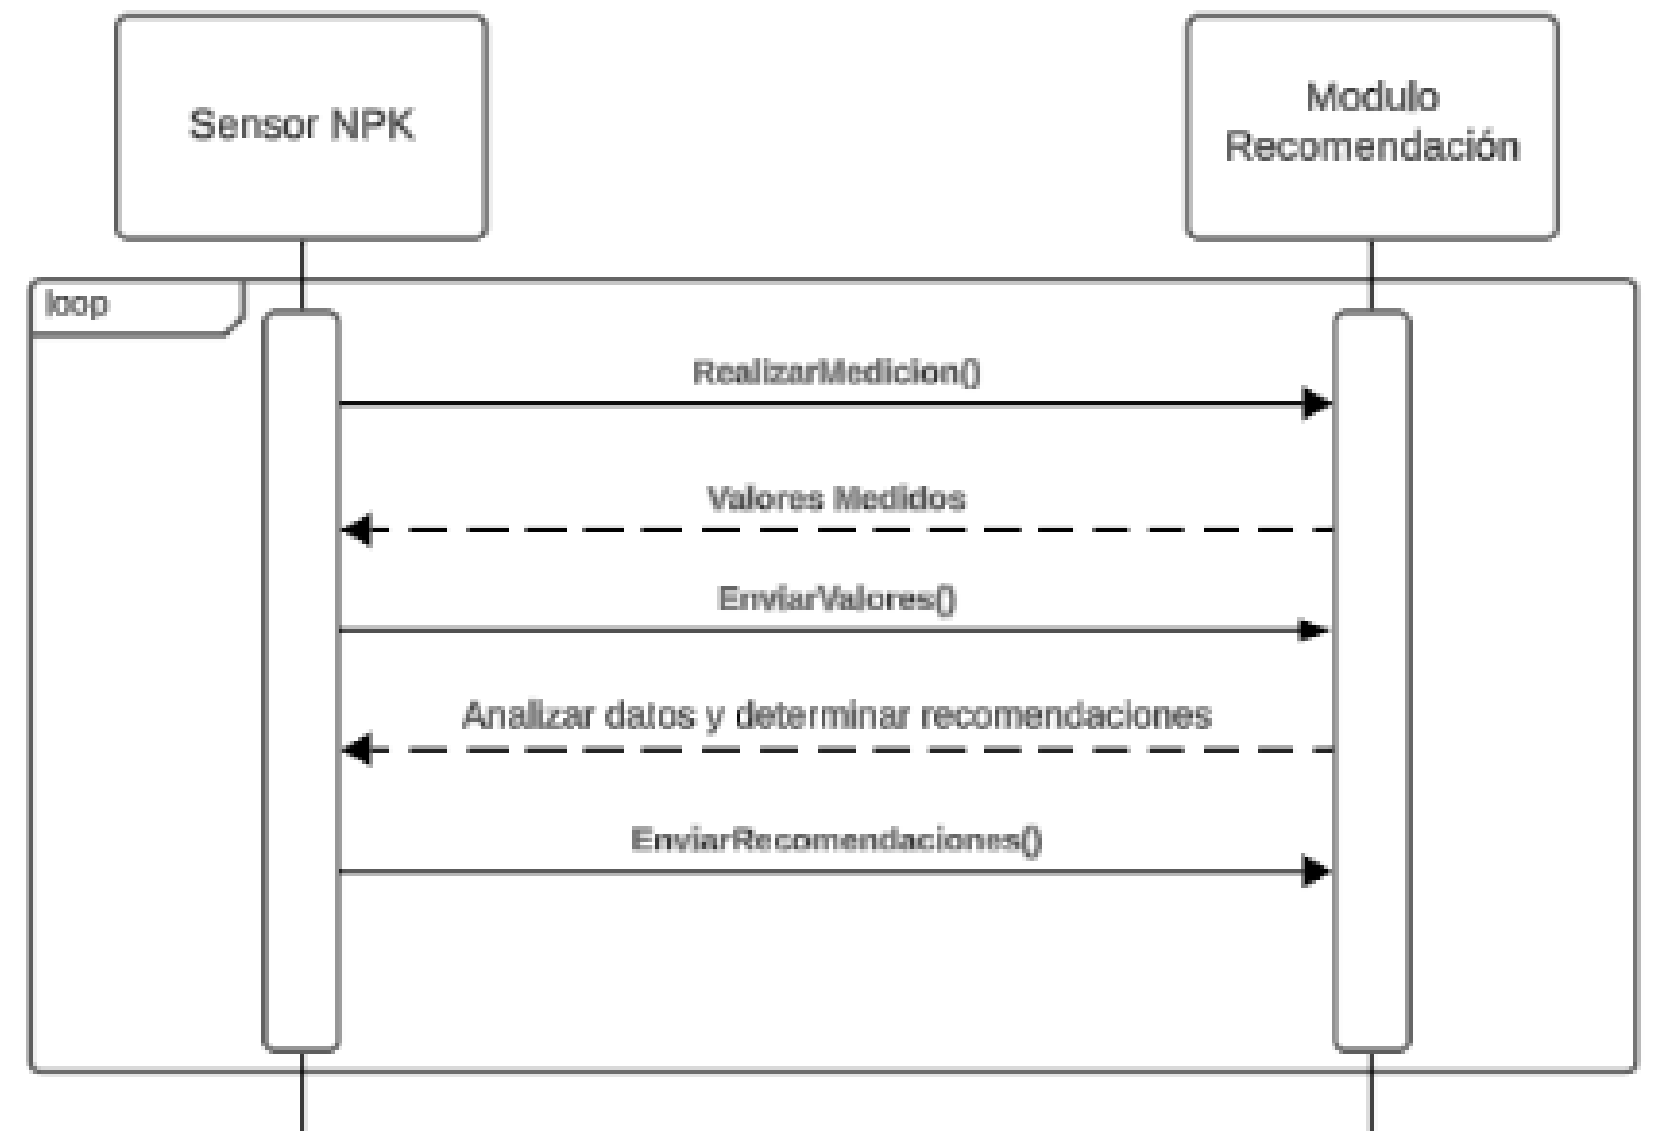 Sensor NPK
Modulo
Recomendación
loop
RealizarMedicion()
Valores Medidos
EnviarValores()
Analizar datos y determinar recomendaciones
EnviarRecomendaciones()